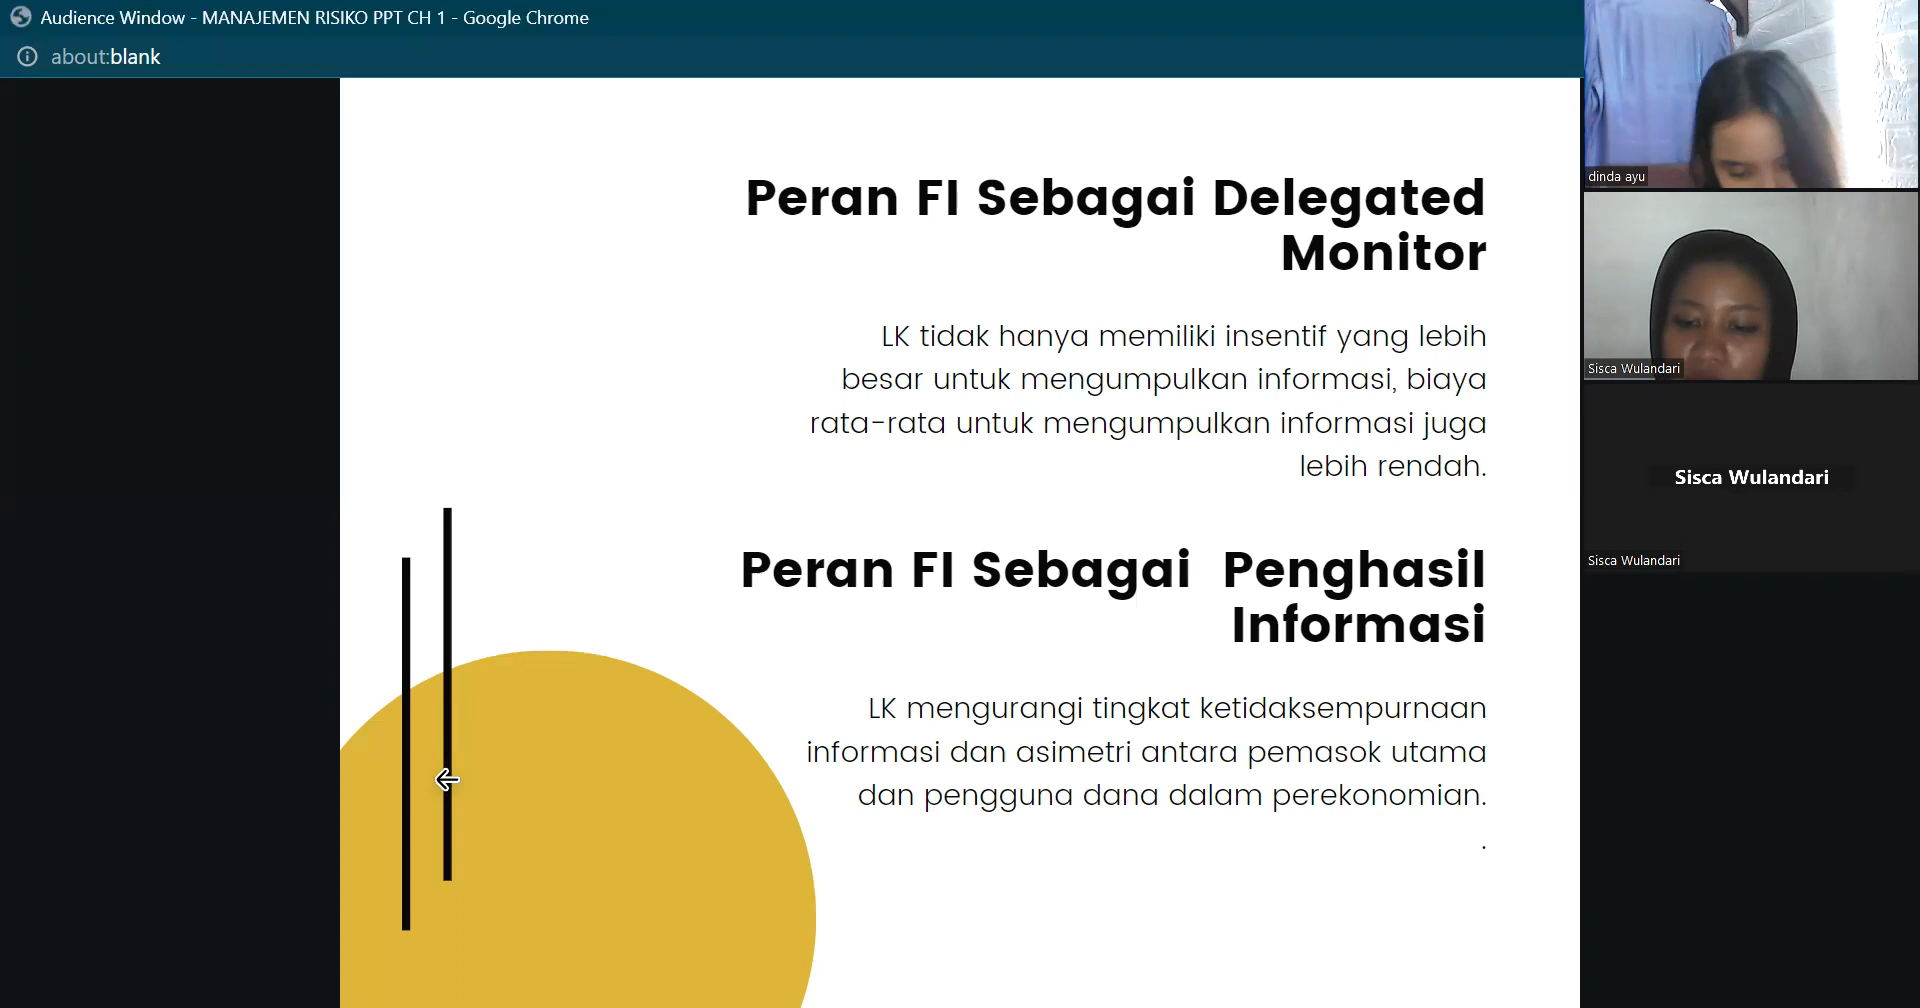 Audience Window - MANAJEMEN RISIKO PPT CH 1 - Google Chrome
about:blank
Peran FI Sebagai Delegated
Monitor
LK tidak hanya memiliki insentif yang lebih
besar untuk mengumpulkan informasi, biaya
rata-rata untuk mengumpulkan informasi juga
lebih rendah.
Peran FI Sebagai  Penghasil
Informasi
LK mengurangi tingkat ketidaksempurnaan
informasi dan asimetri antara pemasok utama
dan pengguna dana dalam perekonomian.
.
dinda ayu
Sisca Wulandari
Sisca Wulandari
Sisca Wulandari